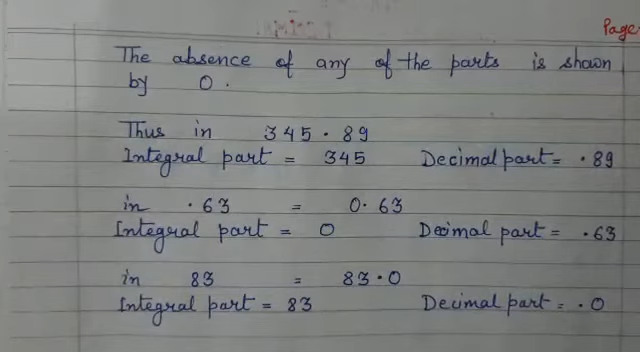 Page
The absence of any of the parts is shown
by 0.
Thus in 345.89
Integral part = 345 Decimal part = .89
in .63 = 0.63
Integral part = 0 Decimal part = .63
in 83 = 83.0
Integral part = 83 Decimal part = .0